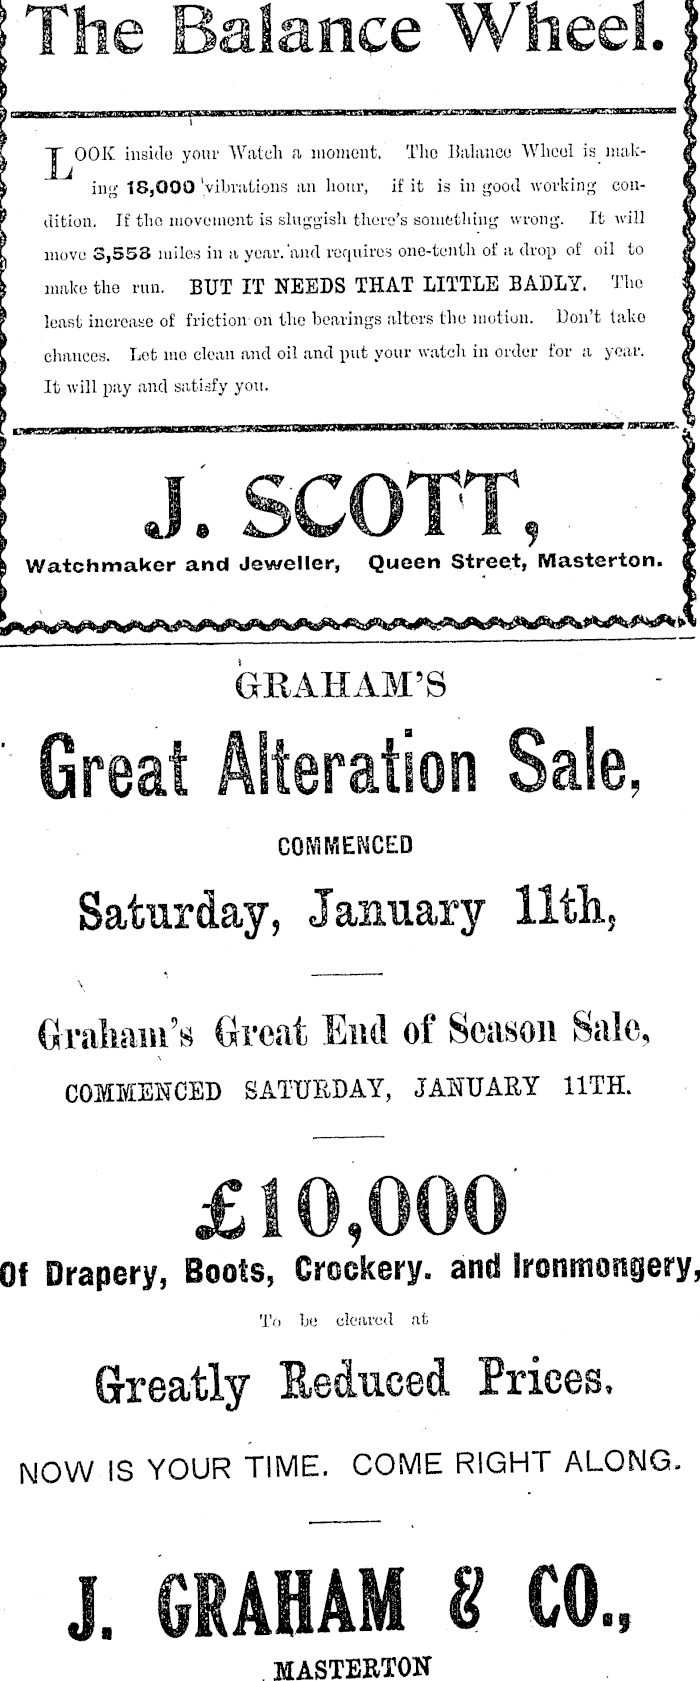 The Balance Wheel.
LOOK inside your Watch a moment. The Balance Wheel is mak-
ing 18,000 vibrations an hour, if it is in good working con-
dition. If the movement is sluggish there's something wrong. It will
move 3,558 miles in a year. and requires one-tenth of a drop of oil to
make the run. BUT IT NEEDS THAT LITTLE BADLY. The
least increase of friction on the bearings alters the motion. Don't take
chances. Let me clean and oil and put your watch in order for a year.
It will pay and satisfy you.
J. SCOTT,
Watchmaker and Jeweller, Queen Street, Masterton.
GRAHAM'S
Great Alteration Sale,
COMMENCED
Saturday, January 11th,
Graham's Great End of Season Sale,
COMMENCED SATURDAY, JANUARY 11TH.
£10,000
Of Drapery, Boots, Crockery. and Ironmongery,
To be cleared at
Greatly Reduced Prices.
NOW IS YOUR TIME. COME RIGHT ALONG.
J. GRAHAM & CO.,
MASTERTON